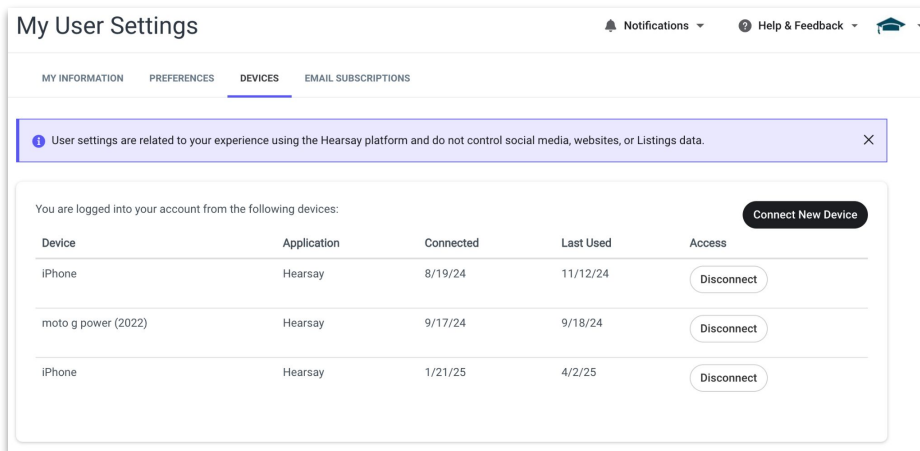 My User Settings
Notifications
Help & Feedback
MY INFORMATION PREFERENCES DEVICES EMAIL SUBSCRIPTIONS
User settings are related to your experience using the Hearsay platform and do not control social media, websites, or Listings data.
You are logged into your account from the following devices:
Connect New Device
Device Application Connected Last Used Access
iPhone Hearsay 8/19/24 11/12/24 Disconnect
moto g power (2022) Hearsay 9/17/24 9/18/24 Disconnect
iPhone Hearsay 1/21/25 4/2/25 Disconnect